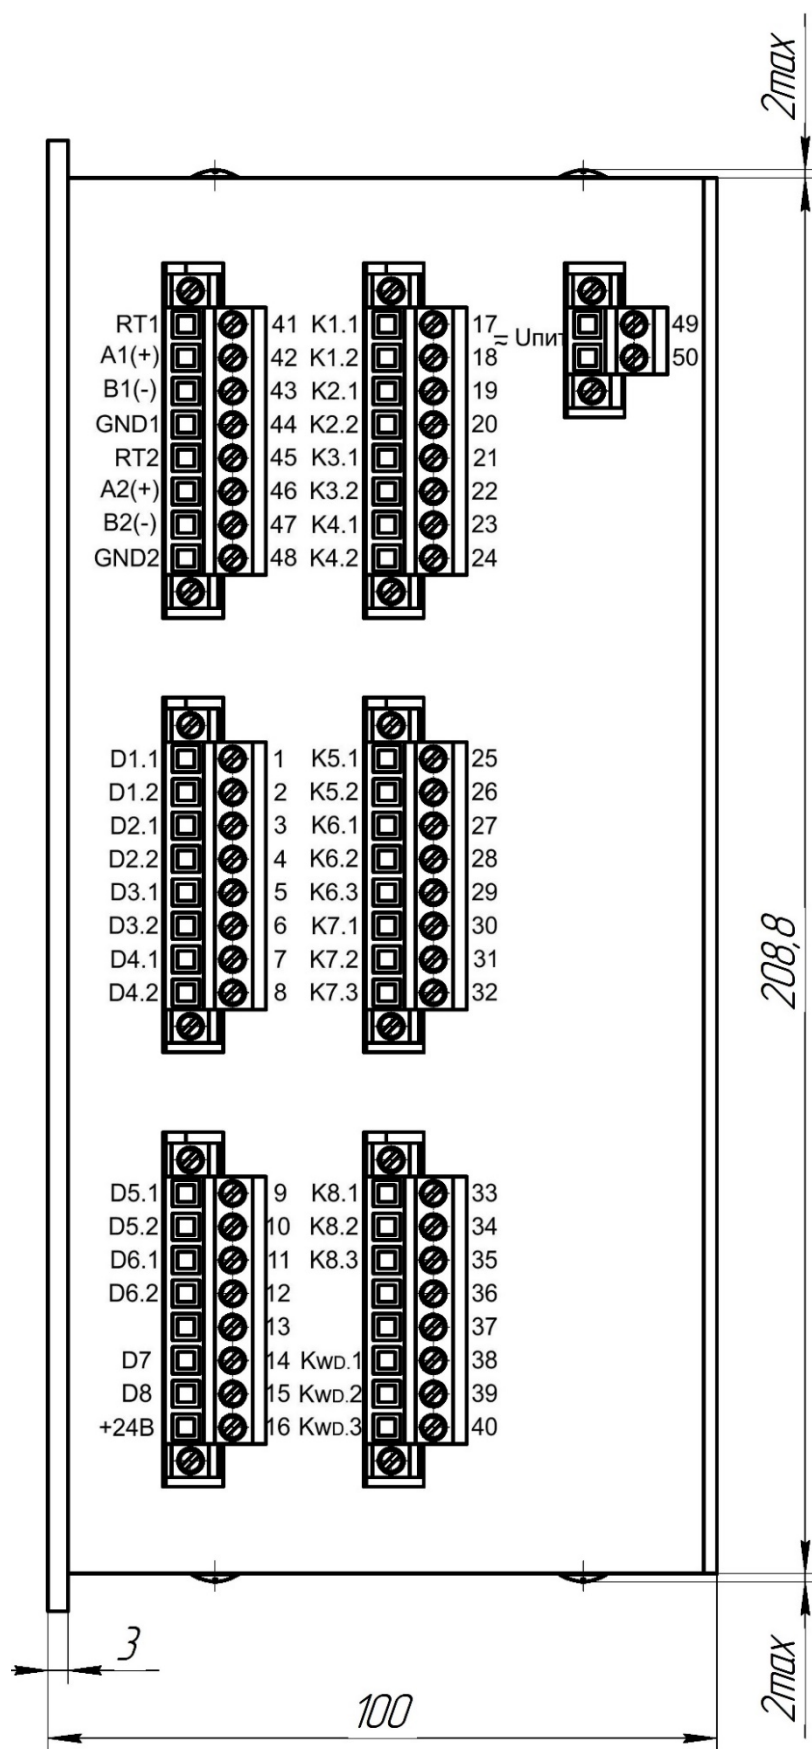 2max
RT1 41 K1.1 17 ≂ Uпит 49
A1(+) 42 K1.2 18 50
B1(-) 43 K2.1 19
GND1 44 K2.2 20
RT2 45 K3.1 21
A2(+) 46 K3.2 22
B2(-) 47 K4.1 23
GND2 48 K4.2 24
D1.1 1 K5.1 25
D1.2 2 K5.2 26
D2.1 3 K6.1 27
D2.2 4 K6.2 28
D3.1 5 K6.3 29
D3.2 6 K7.1 30
D4.1 7 K7.2 31
D4.2 8 K7.3 32
208,8
D5.1 9 K8.1 33
D5.2 10 K8.2 34
D6.1 11 K8.3 35
D6.2 12 36
13 37
D7 14 KWD.1 38
D8 15 KWD.2 39
+24В 16 KWD.3 40
3
100
2max